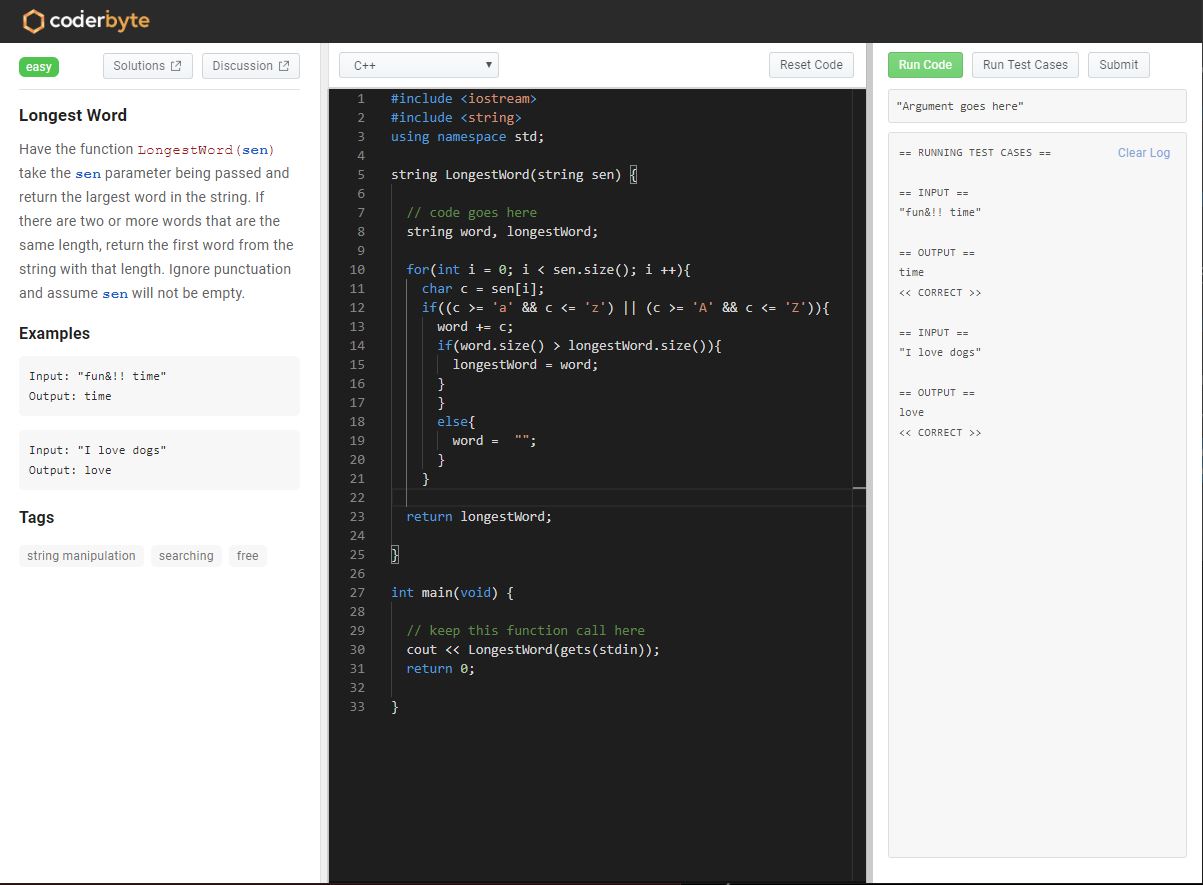 coderbyte
easy
Solutions
Discussion
Longest Word
Have the function LongestWord(sen)
take the sen parameter being passed and
return the largest word in the string. If
there are two or more words that are the
same length, return the first word from the
string with that length. Ignore punctuation
and assume sen will not be empty.
Examples
Input: "fun&!! time"
Output: time
Input: "I love dogs"
Output: love
Tags
string manipulation
searching
free
C++
Reset Code
1 #include <iostream>
2 #include <string>
3 using namespace std;
4
5 string LongestWord(string sen) {
6
7 // code goes here
8 string word, longestWord;
9
10 for(int i = 0; i < sen.size(); i ++){
11 char c = sen[i];
12 if((c >= 'a' && c <= 'z') || (c >= 'A' && c <= 'Z')){
13 word += c;
14 if(word.size() > longestWord.size()){
15 longestWord = word;
16 }
17 }
18 else{
19 word =  "";
20 }
21 }
22
23 return longestWord;
24
25 }
26
27 int main(void) {
28
29 // keep this function call here
30 cout << LongestWord(gets(stdin));
31 return 0;
32
33 }
Run Code
Run Test Cases
Submit
"Argument goes here"
== RUNNING TEST CASES ==
Clear Log
== INPUT ==
"fun&!! time"
== OUTPUT ==
time
<< CORRECT >>
== INPUT ==
"I love dogs"
== OUTPUT ==
love
<< CORRECT >>